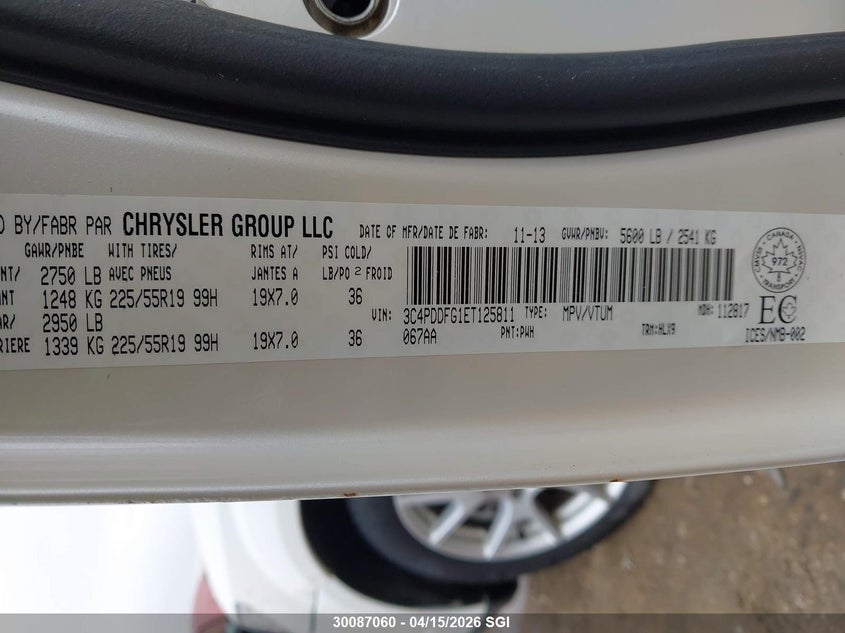 BY/FABR PAR CHRYSLER GROUP LLC DATE OF MFR/DATE DE FABR: 11-13 GVWR/PNBV: 5600 LB / 2541 KG
GAWR/PNBE WITH TIRES/ RIMS AT/ PSI COLD/
2750 LB AVEC PNEUS JANTES A LB/PO 2 FROID
1248 KG 225/55R19 99H 19X7.0 36
2950 LB
1339 KG 225/55R19 99H 19X7.0 36
VIN: 3C4PDDFG1ET125811 TYPE: MPV/VTUM MDH: 112817
067AA PNT:PWH TRM:HLX9
CANADA
CMVSS NSVAC
972
TRANSPORT
EC
ICES/NMB-002
30087060 - 04/15/2026 SGI